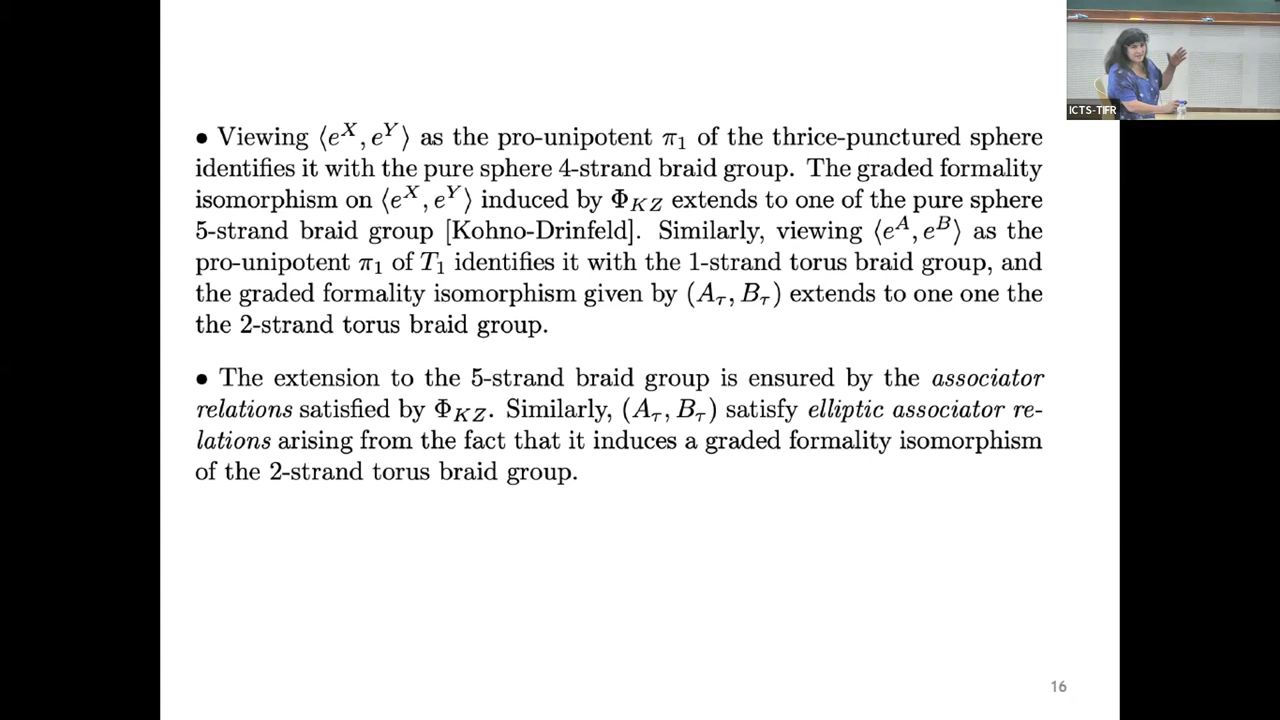 ICTS-TIFR
• Viewing ⟨e^X, e^Y⟩ as the pro-unipotent π₁ of the thrice-punctured sphere
identifies it with the pure sphere 4-strand braid group. The graded formality
isomorphism on ⟨e^X, e^Y⟩ induced by Φ_{KZ} extends to one of the pure sphere
5-strand braid group [Kohno-Drinfeld]. Similarly, viewing ⟨e^A, e^B⟩ as the
pro-unipotent π₁ of T₁ identifies it with the 1-strand torus braid group, and
the graded formality isomorphism given by (A_τ, B_τ) extends to one one the
the 2-strand torus braid group.
• The extension to the 5-strand braid group is ensured by the associator
relations satisfied by Φ_{KZ}. Similarly, (A_τ, B_τ) satisfy elliptic associator re-
lations arising from the fact that it induces a graded formality isomorphism
of the 2-strand torus braid group.
16